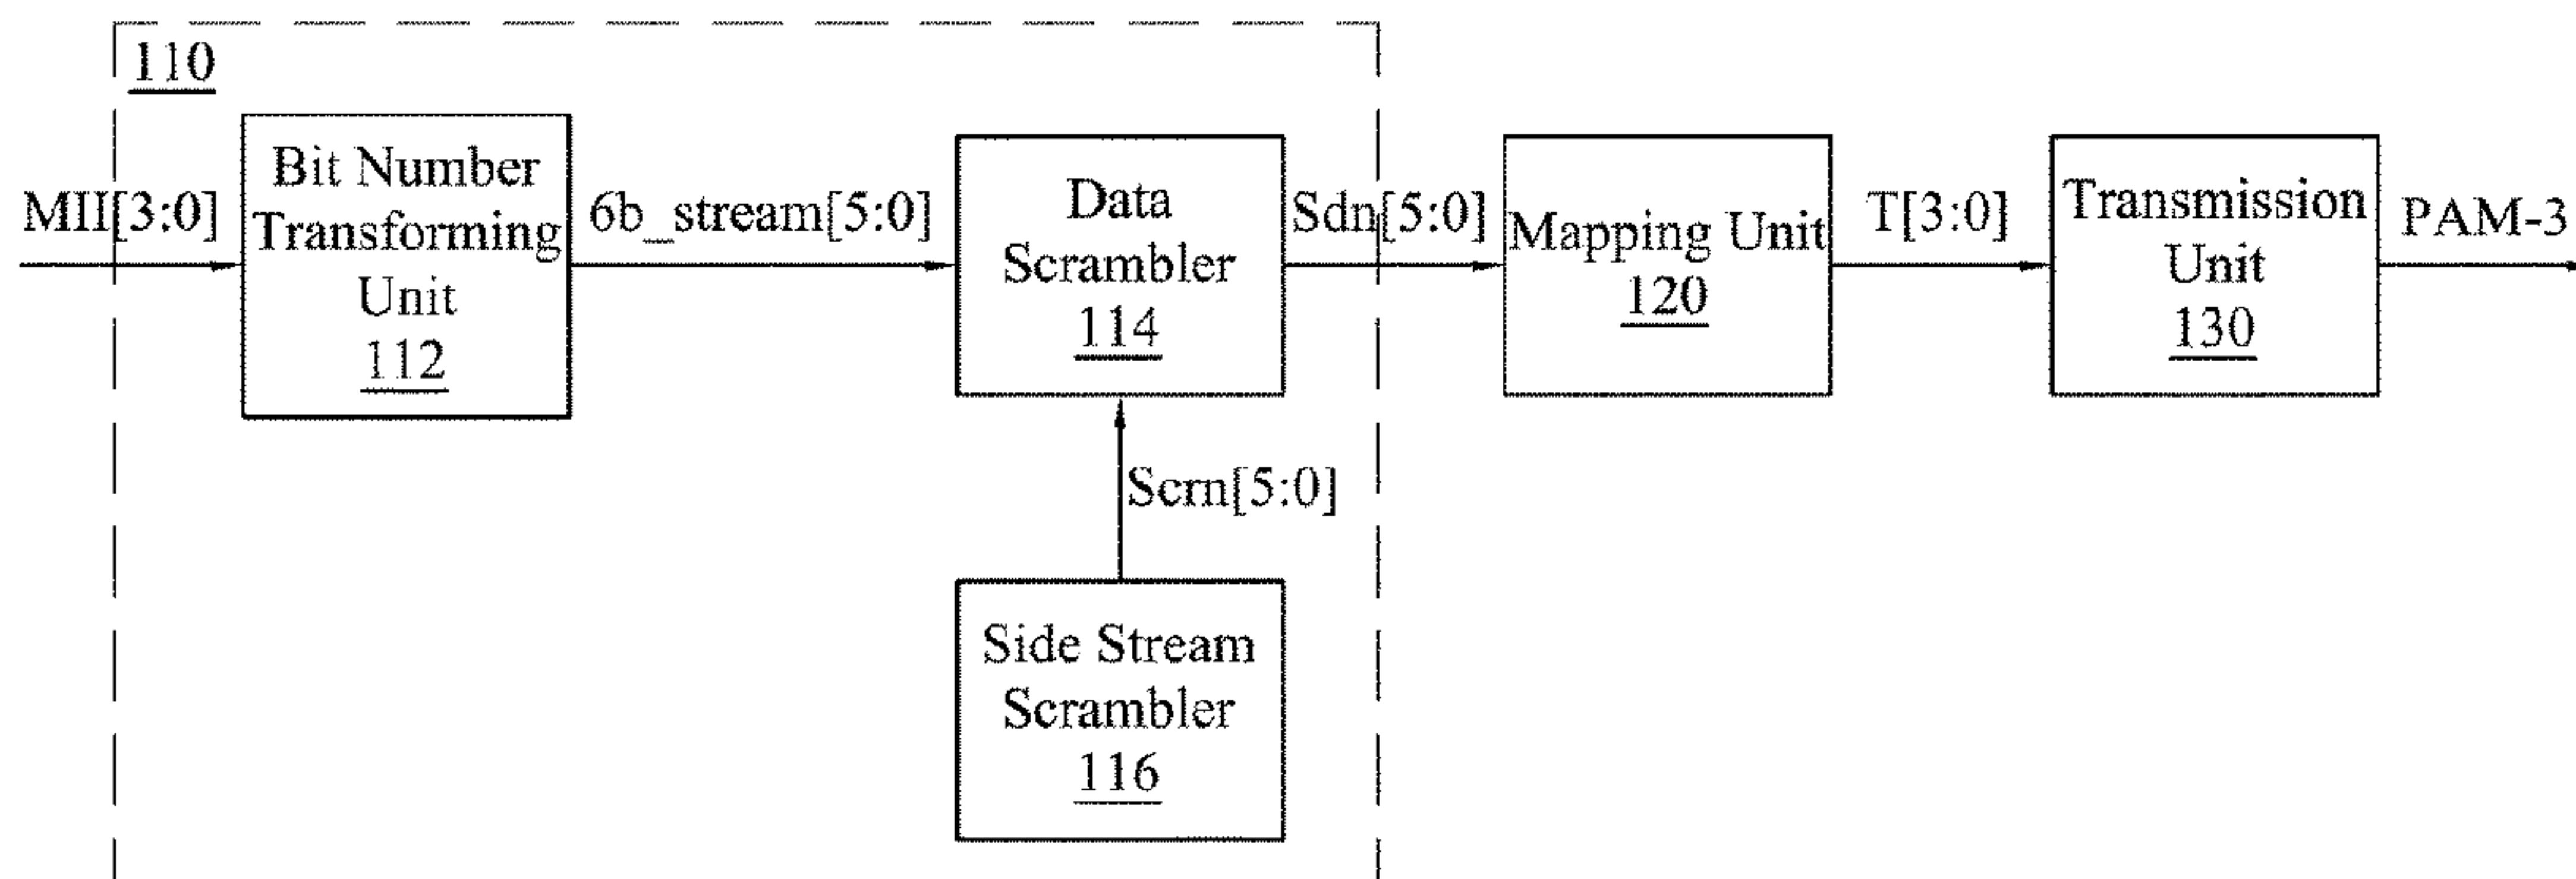 110
MII[3:0]
Bit Number
Transforming
Unit
112
6b_stream[5:0]
Data
Scrambler
114
Sdn[5:0]
Mapping Unit
120
T[3:0]
Transmission
Unit
130
PAM-3
Scrn[5:0]
Side Stream
Scrambler
116